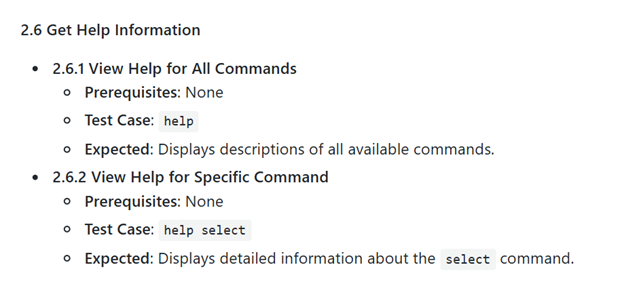 2.6 Get Help Information
2.6.1 View Help for All Commands
Prerequisites: None
Test Case: help
Expected: Displays descriptions of all available commands.
2.6.2 View Help for Specific Command
Prerequisites: None
Test Case: help select
Expected: Displays detailed information about the select command.